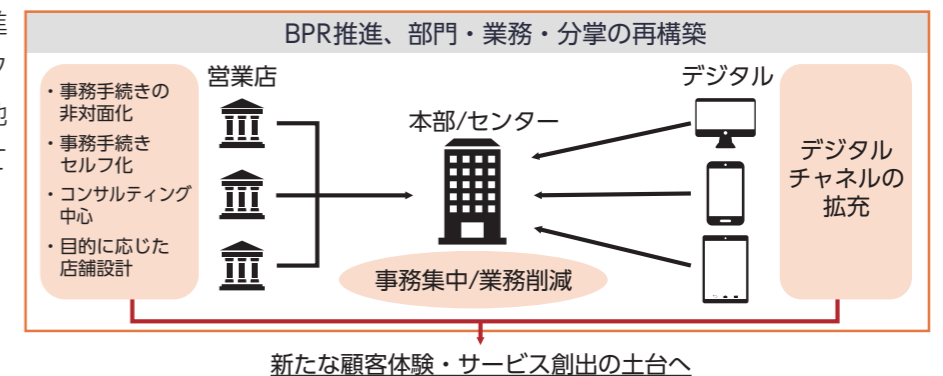 BPR推進、部門・業務・分掌の再構築
・事務手続きの
非対面化
・事務手続き
セルフ化
・コンサルティング
中心
・目的に応じた
店舗設計
営業店
本部/センター
事務集中/業務削減
デジタル
デジタル
チャネルの
拡充
新たな顧客体験・サービス創出の土台へ